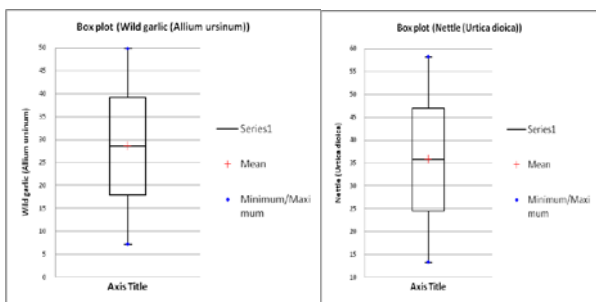 Box plot (Wild garlic (Allium ursinum))
50
45
40
35
30
25
20
15
10
5
0
Wild garlic (Allium ursinum)
Axis Title
Series1
Mean
Minimum/Maxi
mum
Box plot (Nettle (Urtica dioica))
60
55
50
45
40
35
30
25
20
15
10
Nettle (Urtica dioica)
Axis Title
Series1
Mean
Minimum/Maxi
mum